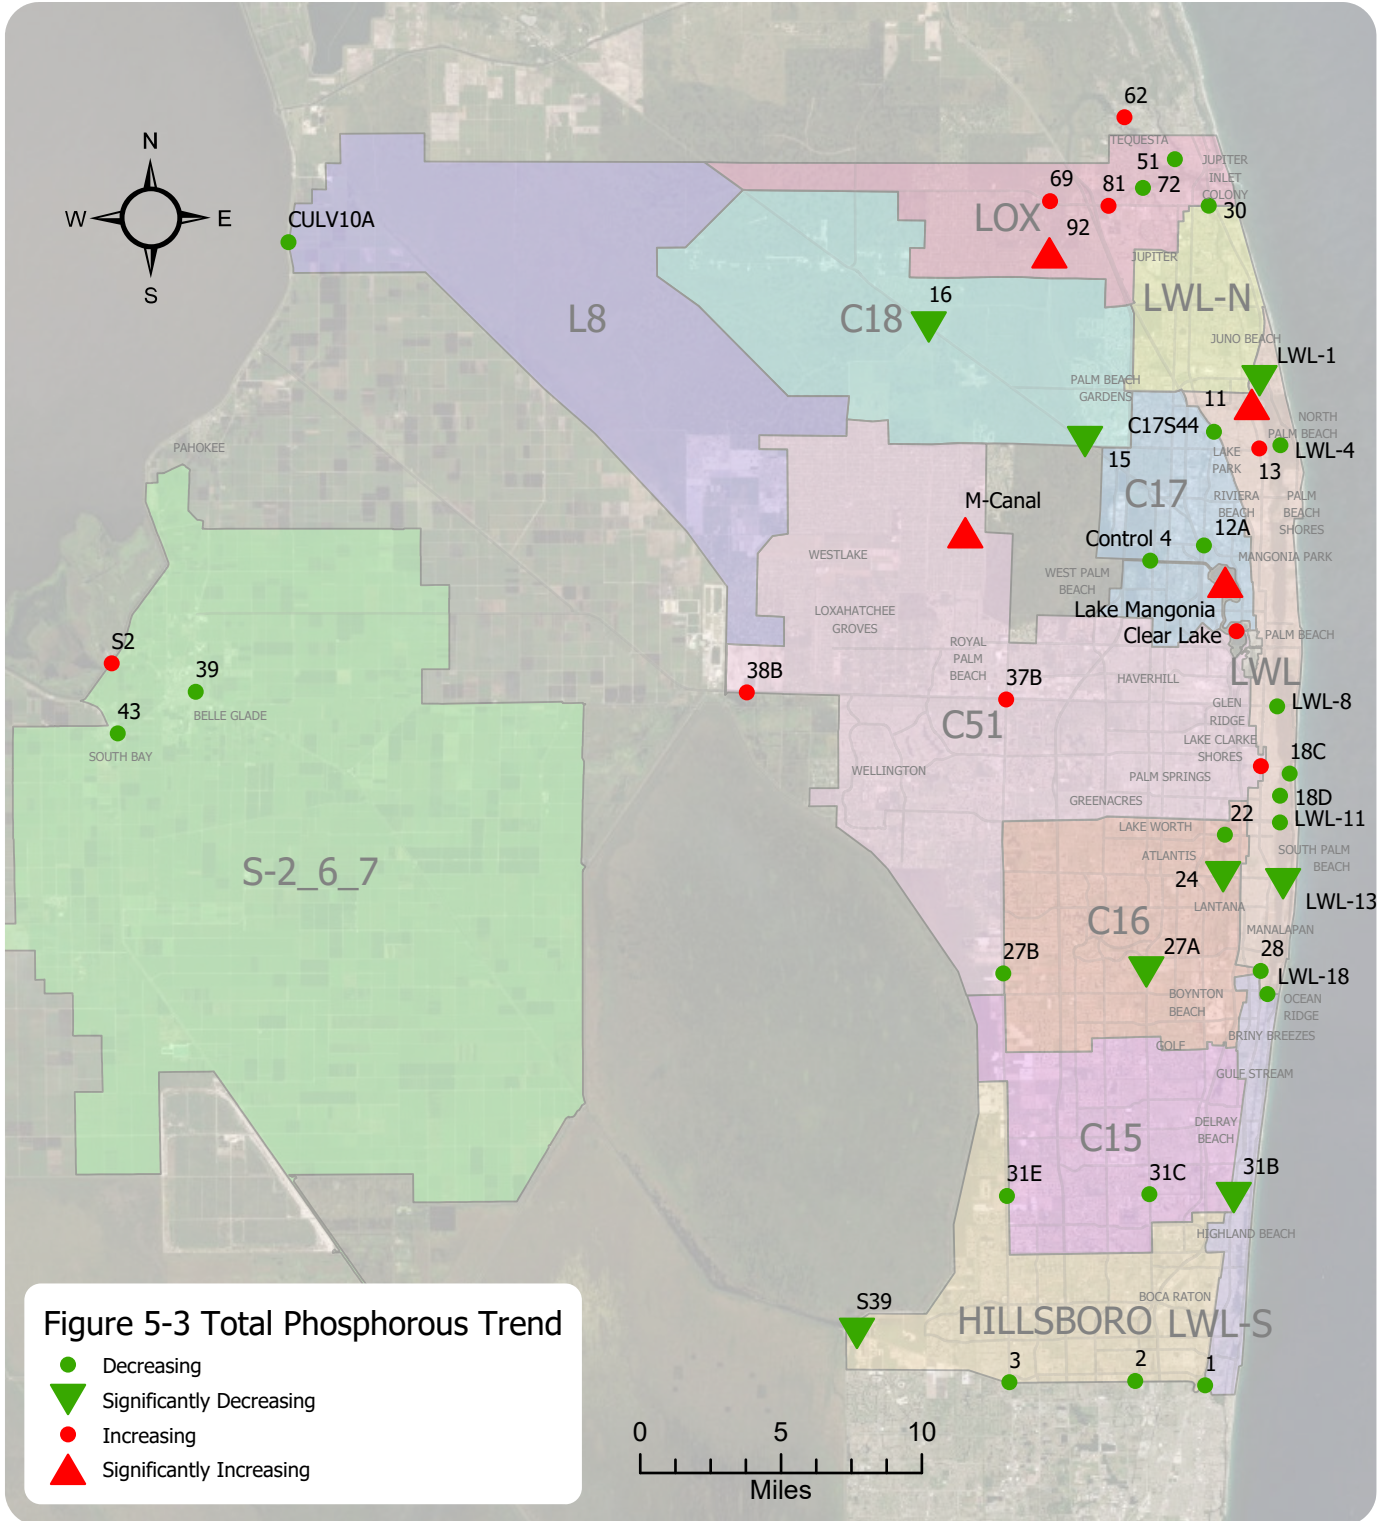 62
TEQUESTA
N
51
JUPITER
INLET
COLONY
72
69
81
30
CULV10A
W
E
LOX
92
JUPITER
S
16
LWL-N
L8
C18
JUNO BEACH
LWL-1
PALM BEACH
GARDENS
11
NORTH
PALM BEACH
C17S44
PAHOKEE
LAKE
PARK
LWL-4
15
13
M-Canal
C17
RIVIERA
BEACH
PALM
BEACH
SHORES
12A
Control 4
WESTLAKE
MANGONIA PARK
WEST PALM
BEACH
LOXAHATCHEE
GROVES
Lake Mangonia
Clear Lake
PALM BEACH
S2
ROYAL
PALM
BEACH
39
38B
37B
HAVERHILL
LWL
43
BELLE GLADE
GLEN
RIDGE
LWL-8
C51
SOUTH BAY
LAKE CLARKE
SHORES
18C
WELLINGTON
PALM SPRINGS
18D
GREENACRES
22
LWL-11
LAKE WORTH
ATLANTIS
SOUTH PALM
BEACH
S-2_6_7
24
LWL-13
LANTANA
C16
MANALAPAN
27B
27A
28
LWL-18
BOYNTON
BEACH
OCEAN
RIDGE
BRINY BREEZES
GOLF
GULF STREAM
C15
DELRAY
BEACH
31E
31C
31B
HIGHLAND BEACH
BOCA RATON
S39
HILLSBORO
LWL-S
3
2
1
Figure 5-3 Total Phosphorous Trend
Decreasing
Significantly Decreasing
Increasing
Significantly Increasing
0 5 10
Miles